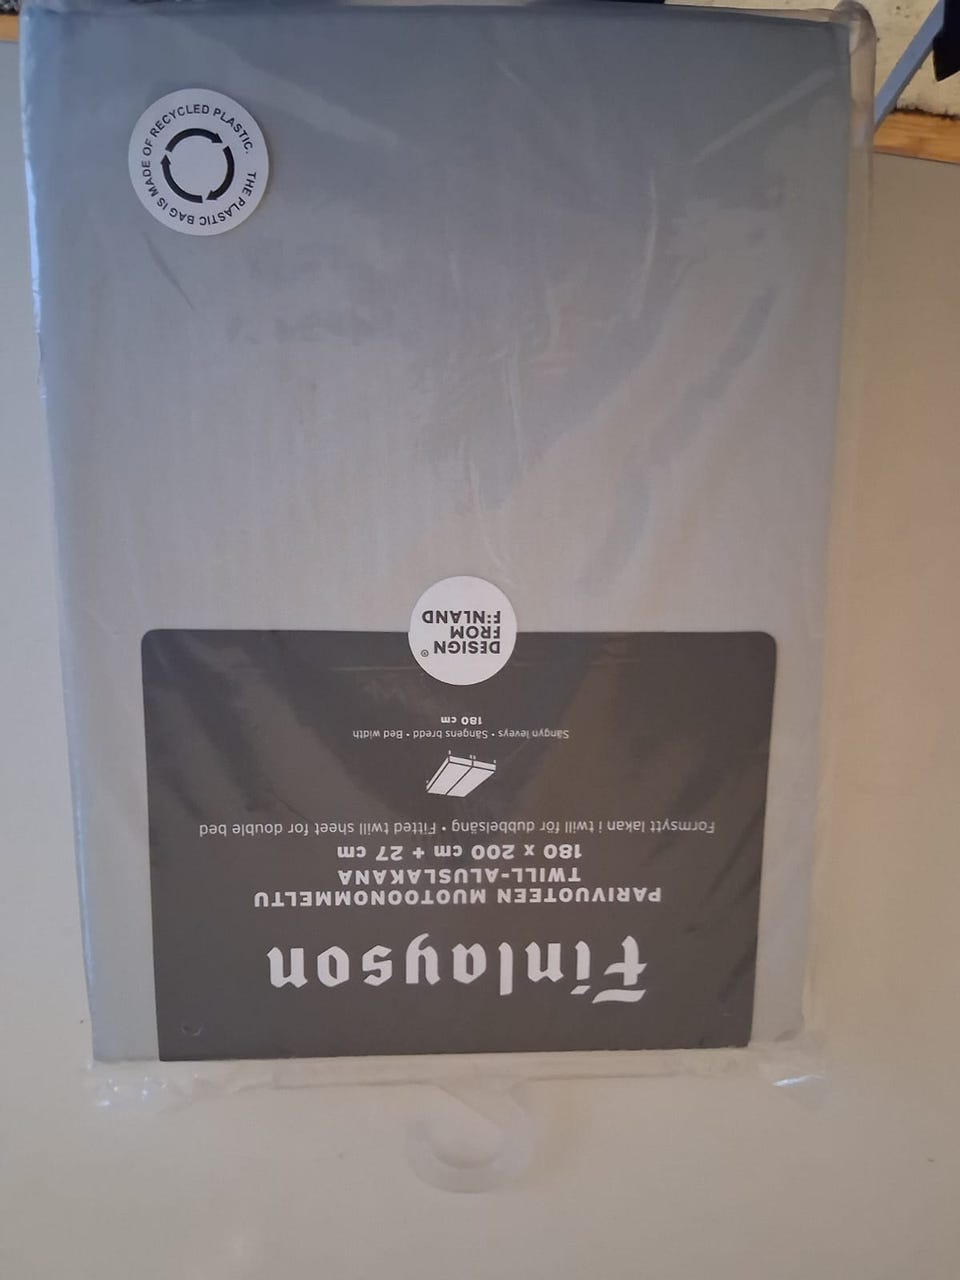 Finlayson
PARIVUOTEEN MUOTOONOMMELTU
TWILL-ALUSLAKANA
180 x 200 cm + 27 cm
Formsytt lakan i twill för dubbelsäng • Fitted twill sheet for double bed
Sängyn leveys • Sängens bredd • Bed width
180 cm
DESIGN®
FROM
F:NLAND
THE PLASTIC BAG IS MADE OF RECYCLED PLASTIC.